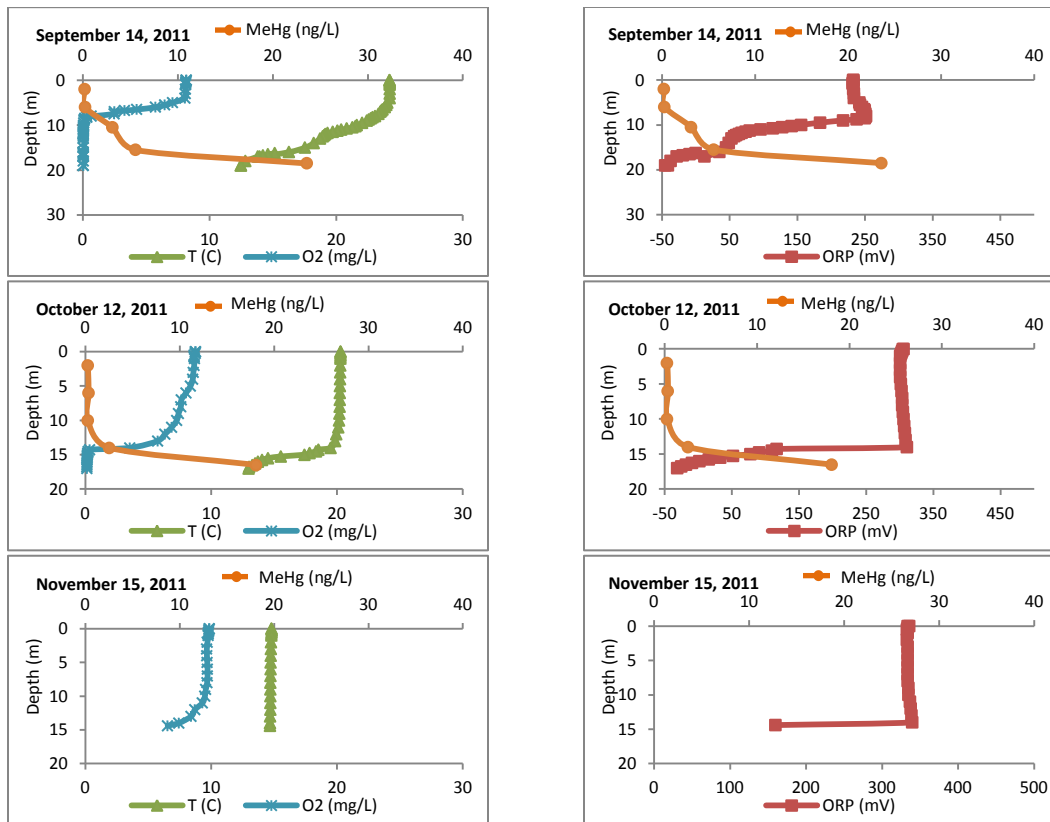 September 14, 2011 MeHg (ng/L)
0 10 20 30 40
0
10
20
30
Depth (m)
0 10 20 30
T (C) O2 (mg/L)
September 14, 2011 MeHg (ng/L)
0 10 20 30 40
0
10
20
30
Depth (m)
-50 50 150 250 350 450
ORP (mV)
October 12, 2011 MeHg (ng/L)
0 10 20 30 40
0
5
10
15
20
Depth (m)
0 10 20 30
T (C) O2 (mg/L)
October 12, 2011 MeHg (ng/L)
0 10 20 30 40
0
5
10
15
20
Depth (m)
-50 50 150 250 350 450
ORP (mV)
November 15, 2011 MeHg (ng/L)
0 10 20 30 40
0
5
10
15
20
Depth (m)
0 10 20 30
T (C) O2 (mg/L)
November 15, 2011 MeHg (ng/L)
0 10 20 30 40
0
5
10
15
20
Depth (m)
0 100 200 300 400 500
ORP (mV)